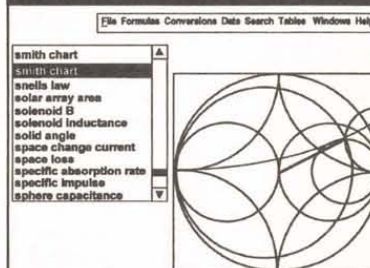 File Formulas Conversions Data Search Tables Windows Help
smith chart
smith chart
snells law
solar array area
solenoid B
solenoid inductance
solid angle
space change current
space loss
specific absorption rate
specific impulse
sphere capacitance